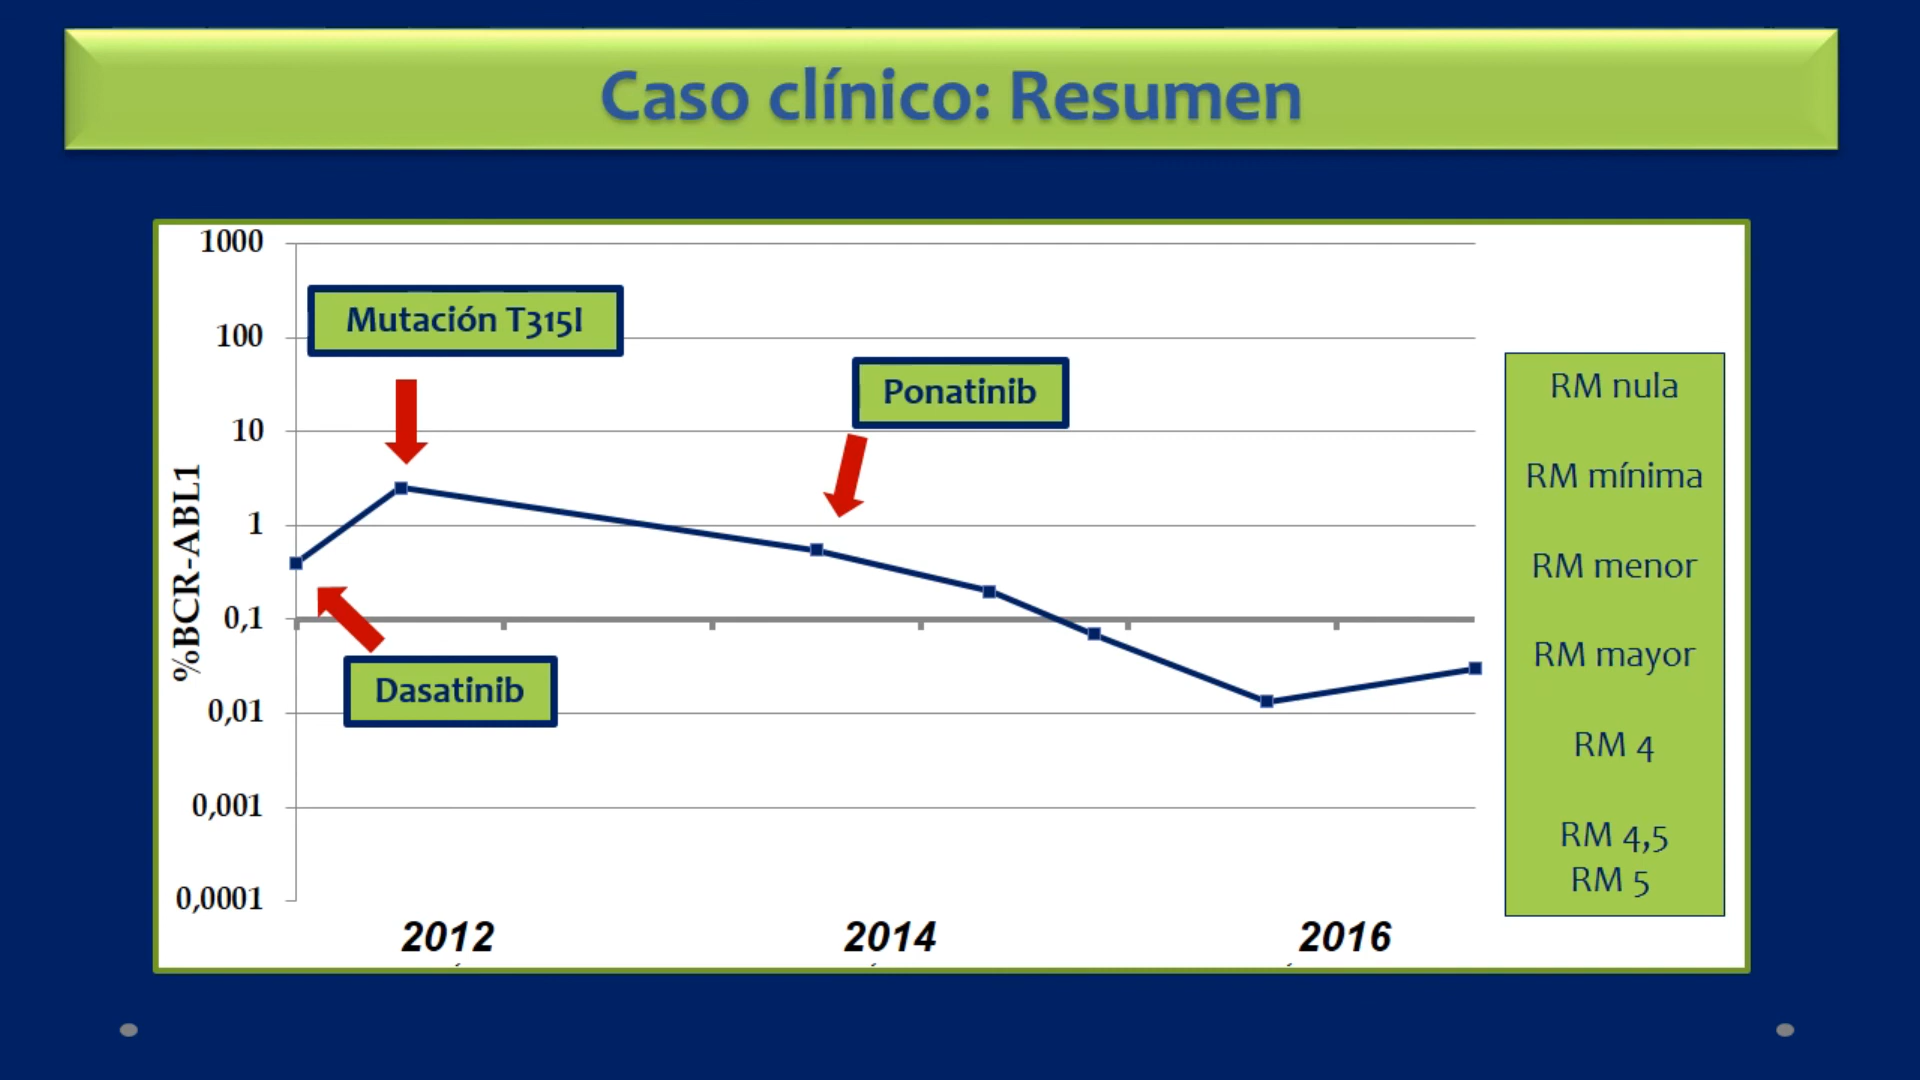 Caso clínico: Resumen
1000
100
10
1
0,1
0,01
0,001
0,0001
%BCR-ABL1
Mutación T315I
Ponatinib
Dasatinib
2012
2014
2016
RM nula
RM mínima
RM menor
RM mayor
RM 4
RM 4,5
RM 5